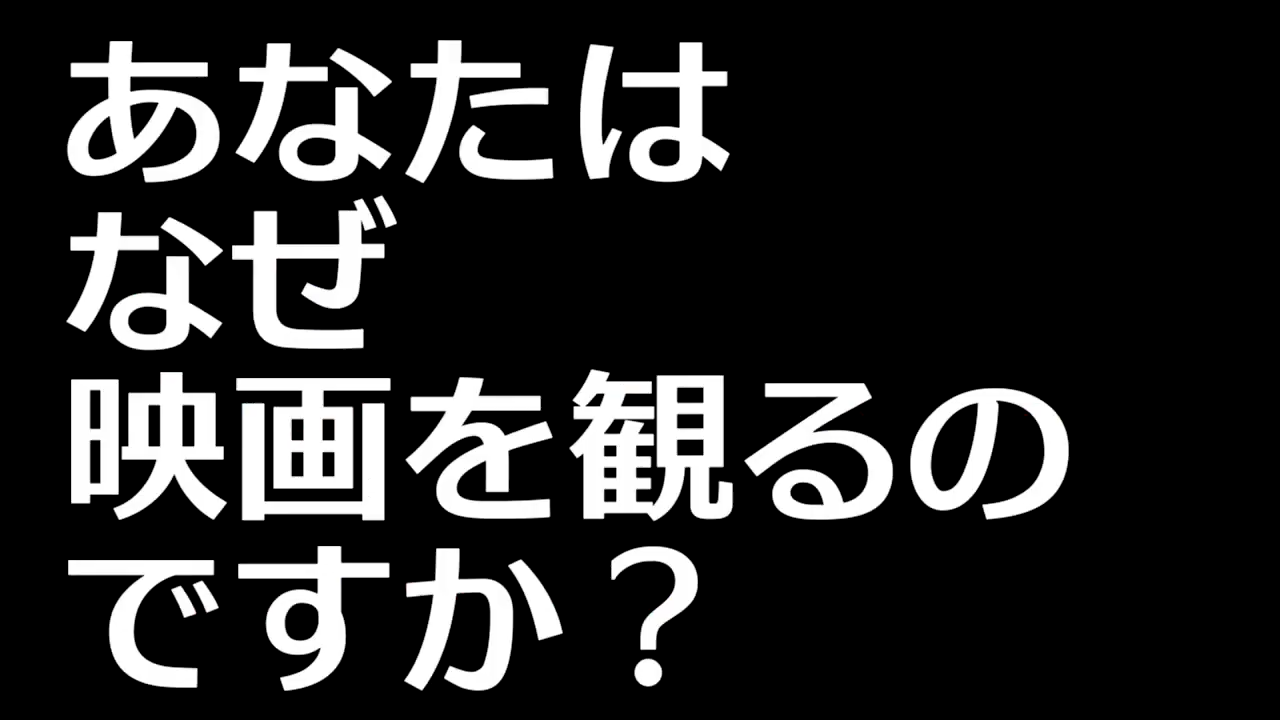 あなたは
なぜ
映画を観るの
ですか？